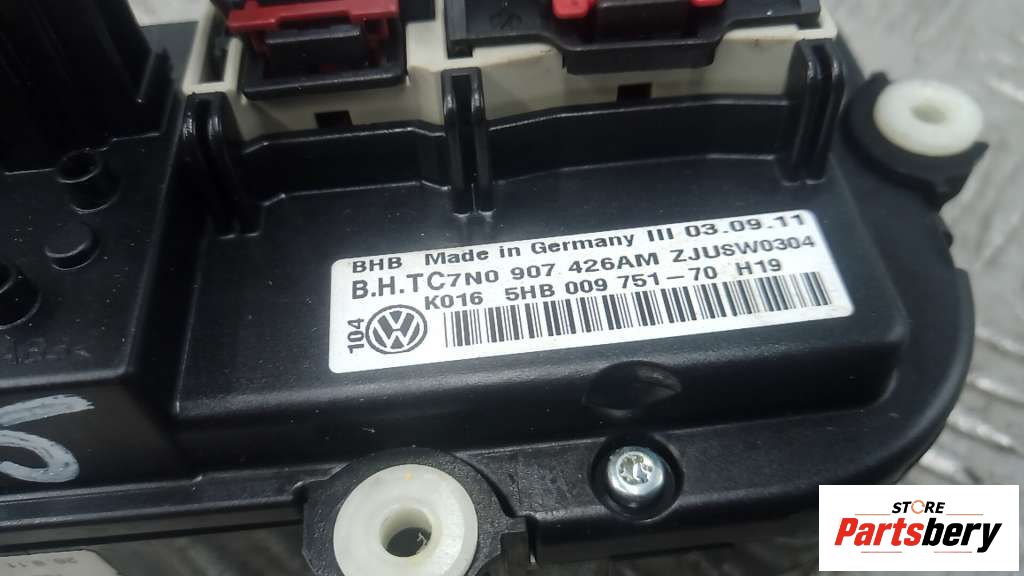 BHB Made in Germany III 03.09.11
B.H.TC7N0 907 426AM ZJUSW0304
K016 5HB 009 751-70 H19
104
STORE
Partsbery